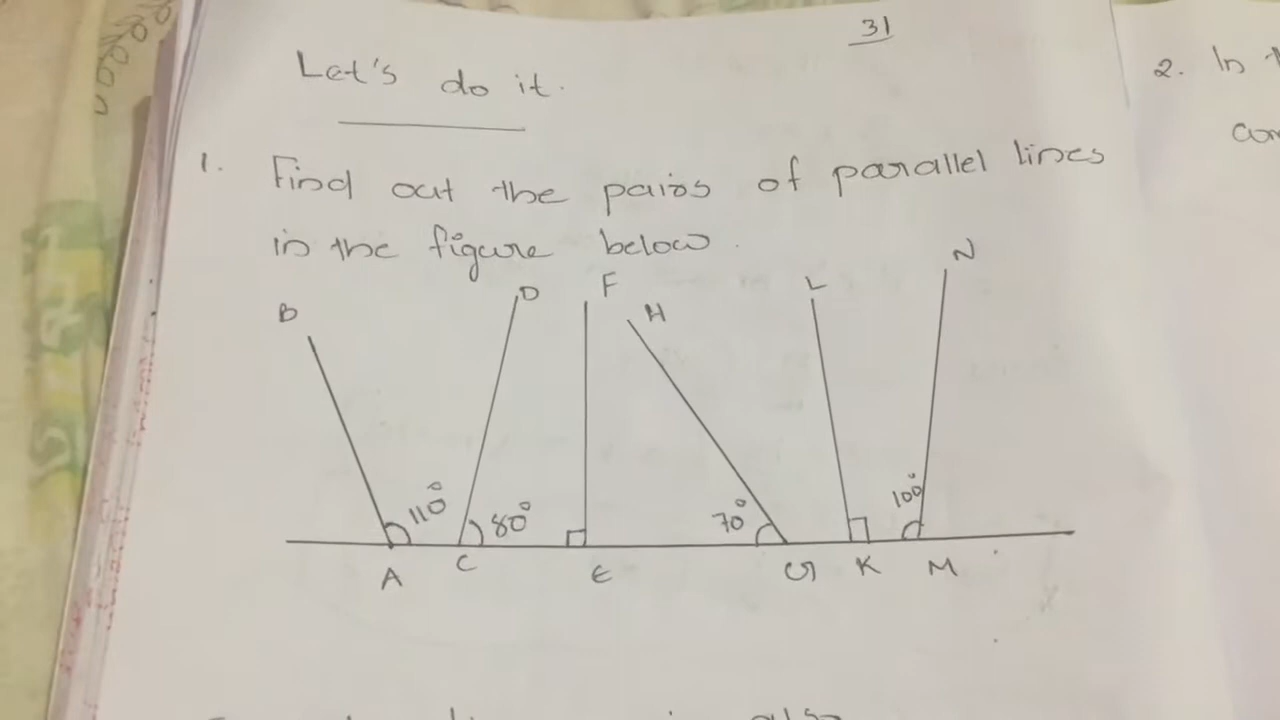 31
Let's do it.
1. Find out the pairs of parallel lines
in the figure below.
B D F H L N
110° 80° 70° 100°
A C E G K M
2. In